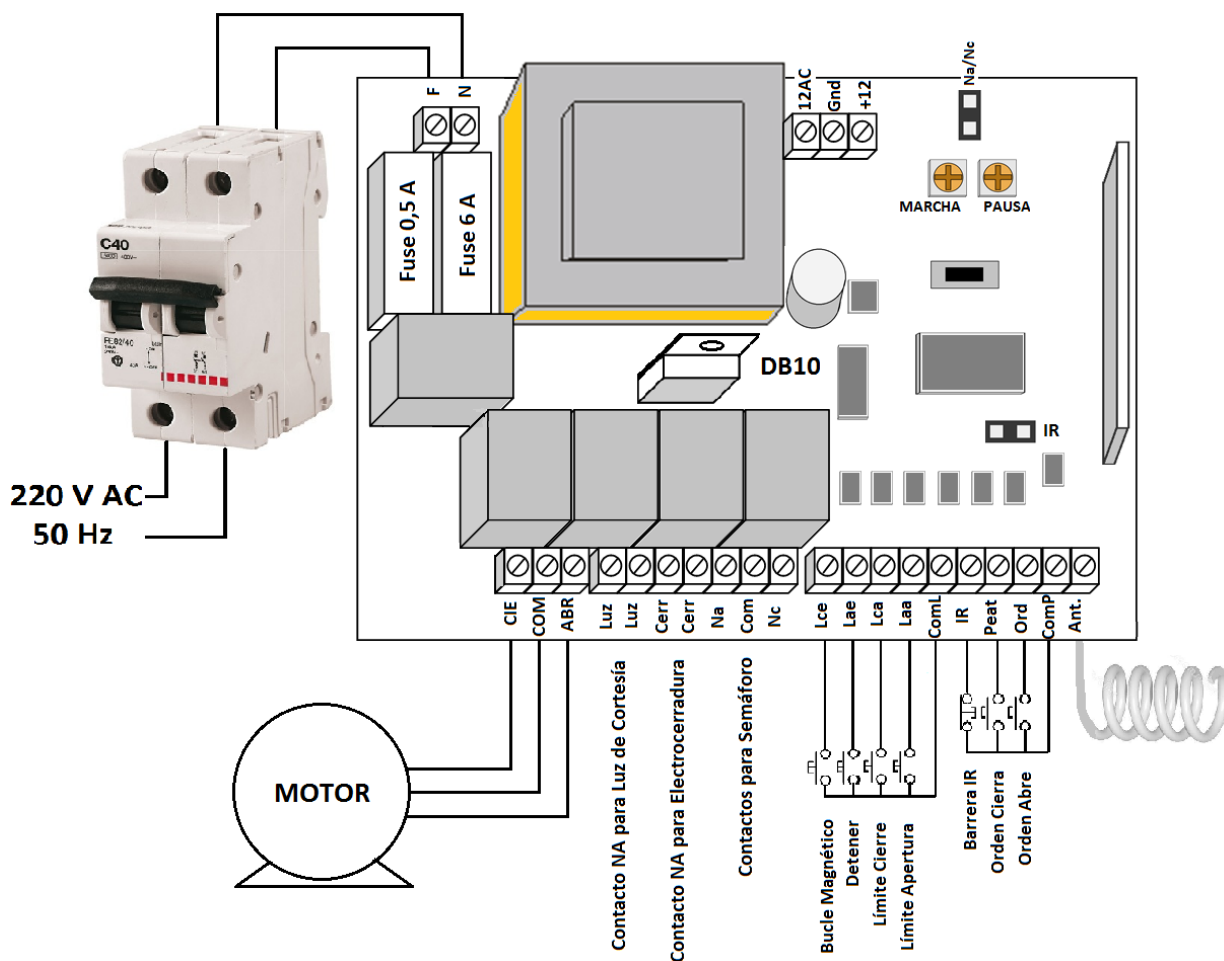 F
N
12AC
Gnd
+12
Na/Nc
MARCHA
PAUSA
Fuse 0,5 A
Fuse 6 A
C40
DB10
IR
220 V AC
50 Hz
CIE
COM
ABR
Luz
Luz
Cerr
Cerr
Na
Com
Nc
Lce
Lae
Lca
Laa
ComL
IR
Peat
Ord
ComP
Ant.
MOTOR
Contacto NA para Luz de Cortesía
Contacto NA para Electrocerradura
Contactos para Semáforo
Bucle Magnético
Detener
Límite Cierre
Límite Apertura
Barrera IR
Orden Cierra
Orden Abre